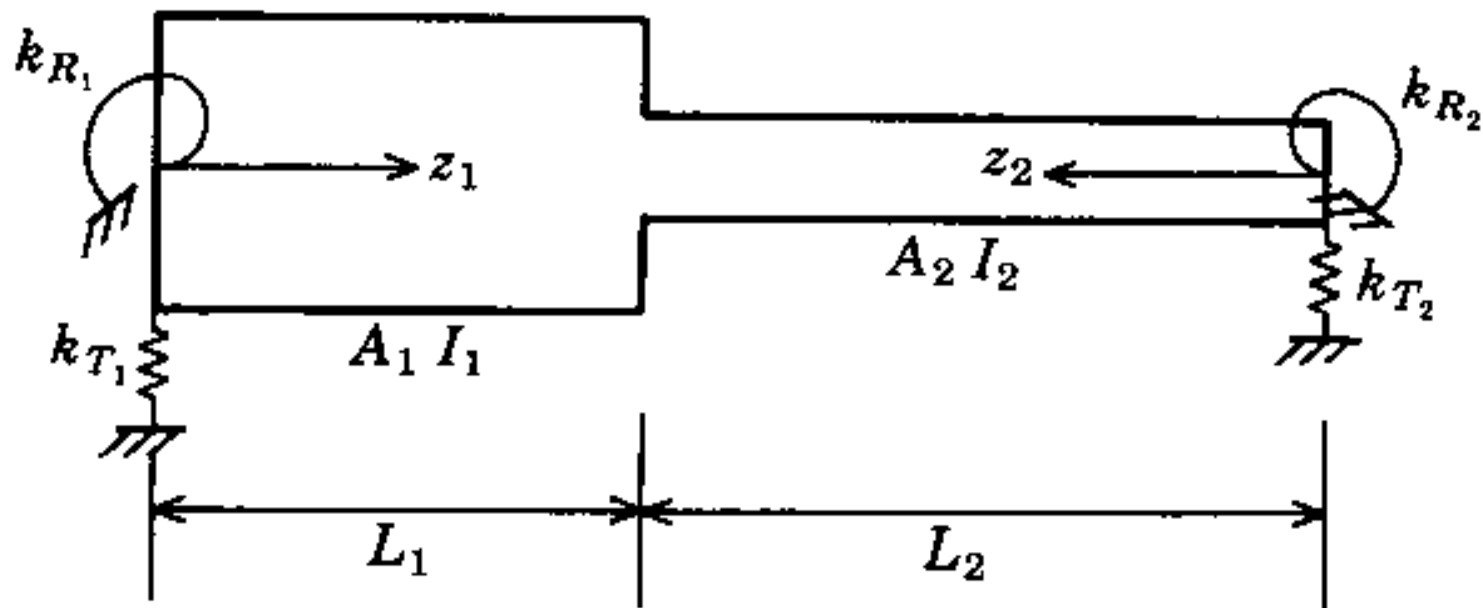 k_{R_1}
z_1
z_2
k_{R_2}
A_2 I_2
k_{T_2}
k_{T_1}
A_1 I_1
L_1
L_2